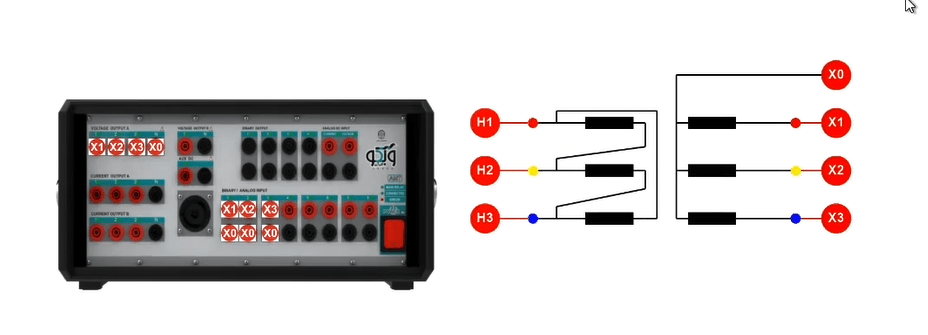 VOLTAGE OUTPUT A
VOLTAGE OUTPUT B
BINARY OUTPUT
ANALOG INPUT
X1 X2 X3 X0
AUX DC
CURRENT OUTPUT A
BINARY / ANALOG INPUT
X1 X2 X3
CURRENT OUTPUT B
X0 X0 X0
X0
H1 X1
H2 X2
H3 X3